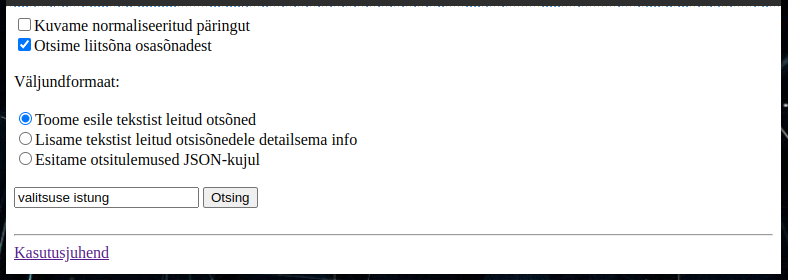 Kuvame normaliseeritud päringut
Otsime liitsõna osasõnadest
Väljundformaat:
Toome esile tekstist leitud otsõned
Lisame tekstist leitud otsisõnedele detailsema info
Esitame otsitulemused JSON-kujul
valitsuse istung Otsing
Kasutusjuhend